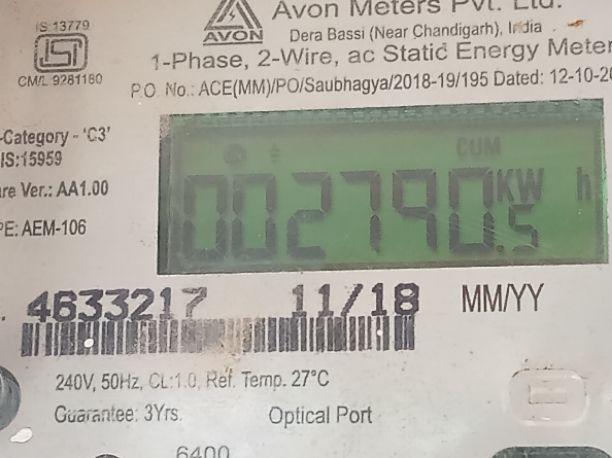 Avon Meters Pvt. Ltd.
IS 13779
AVON
Dera Bassi (Near Chandigarh), India
1-Phase, 2-Wire, ac Static Energy Meter
CM/L 9261160
P.O. No.: ACE(MM)/PO/Saubhagya/2018-19/195 Dated: 12-10-20
-Category - 'C3'
IS:15959
CUM
002790.5 KW h
are Ver.: AA1.00
PE: AEM-106
4633217 11/18 MM/YY
240V, 50Hz, CL:1.0, Ref. Temp. 27°C
Guarantee: 3Yrs. Optical Port
6400